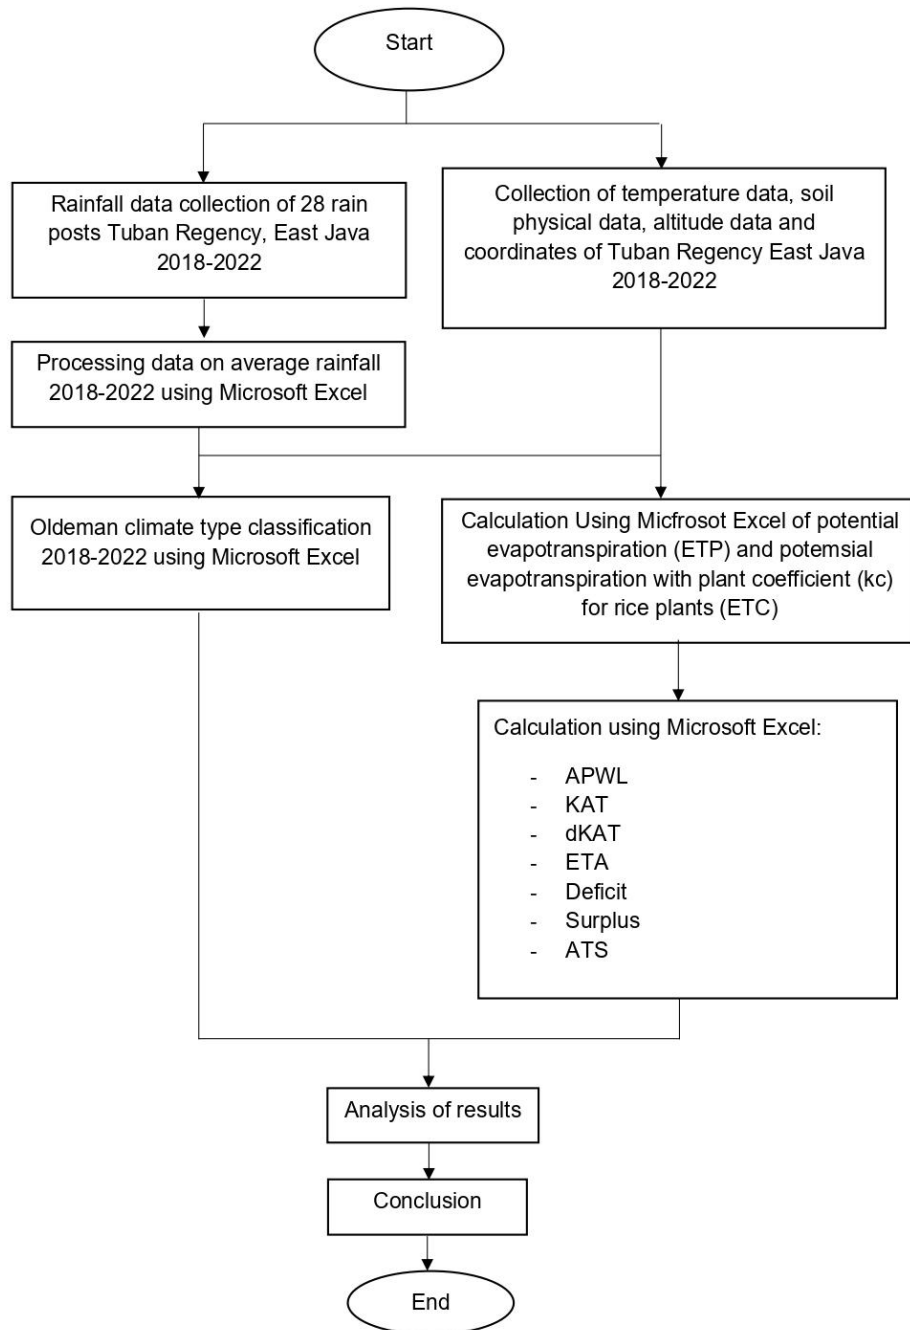 Start
Rainfall data collection of 28 rain
posts Tuban Regency, East Java
2018-2022
Collection of temperature data, soil
physical data, altitude data and
coordinates of Tuban Regency East Java
2018-2022
Processing data on average rainfall
2018-2022 using Microsoft Excel
Oldeman climate type classification
2018-2022 using Microsoft Excel
Calculation Using Micfrosot Excel of potential
evapotranspiration (ETP) and potemsial
evapotranspiration with plant coefficient (kc)
for rice plants (ETC)
Calculation using Microsoft Excel:
- APWL
- KAT
- dKAT
- ETA
- Deficit
- Surplus
- ATS
Analysis of results
Conclusion
End